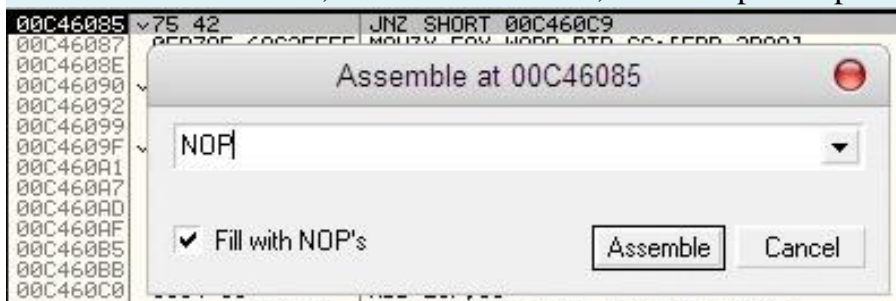 00C46085 75 42 JNZ SHORT 00C460C9
00C46087
00C4608E
00C46090
00C46092
00C46099
00C4609F
00C460A1
00C460A7
00C460AD
00C460AF
00C460B5
00C460BB
00C460C0
Assemble at 00C46085
NOP
Fill with NOP's
Assemble Cancel